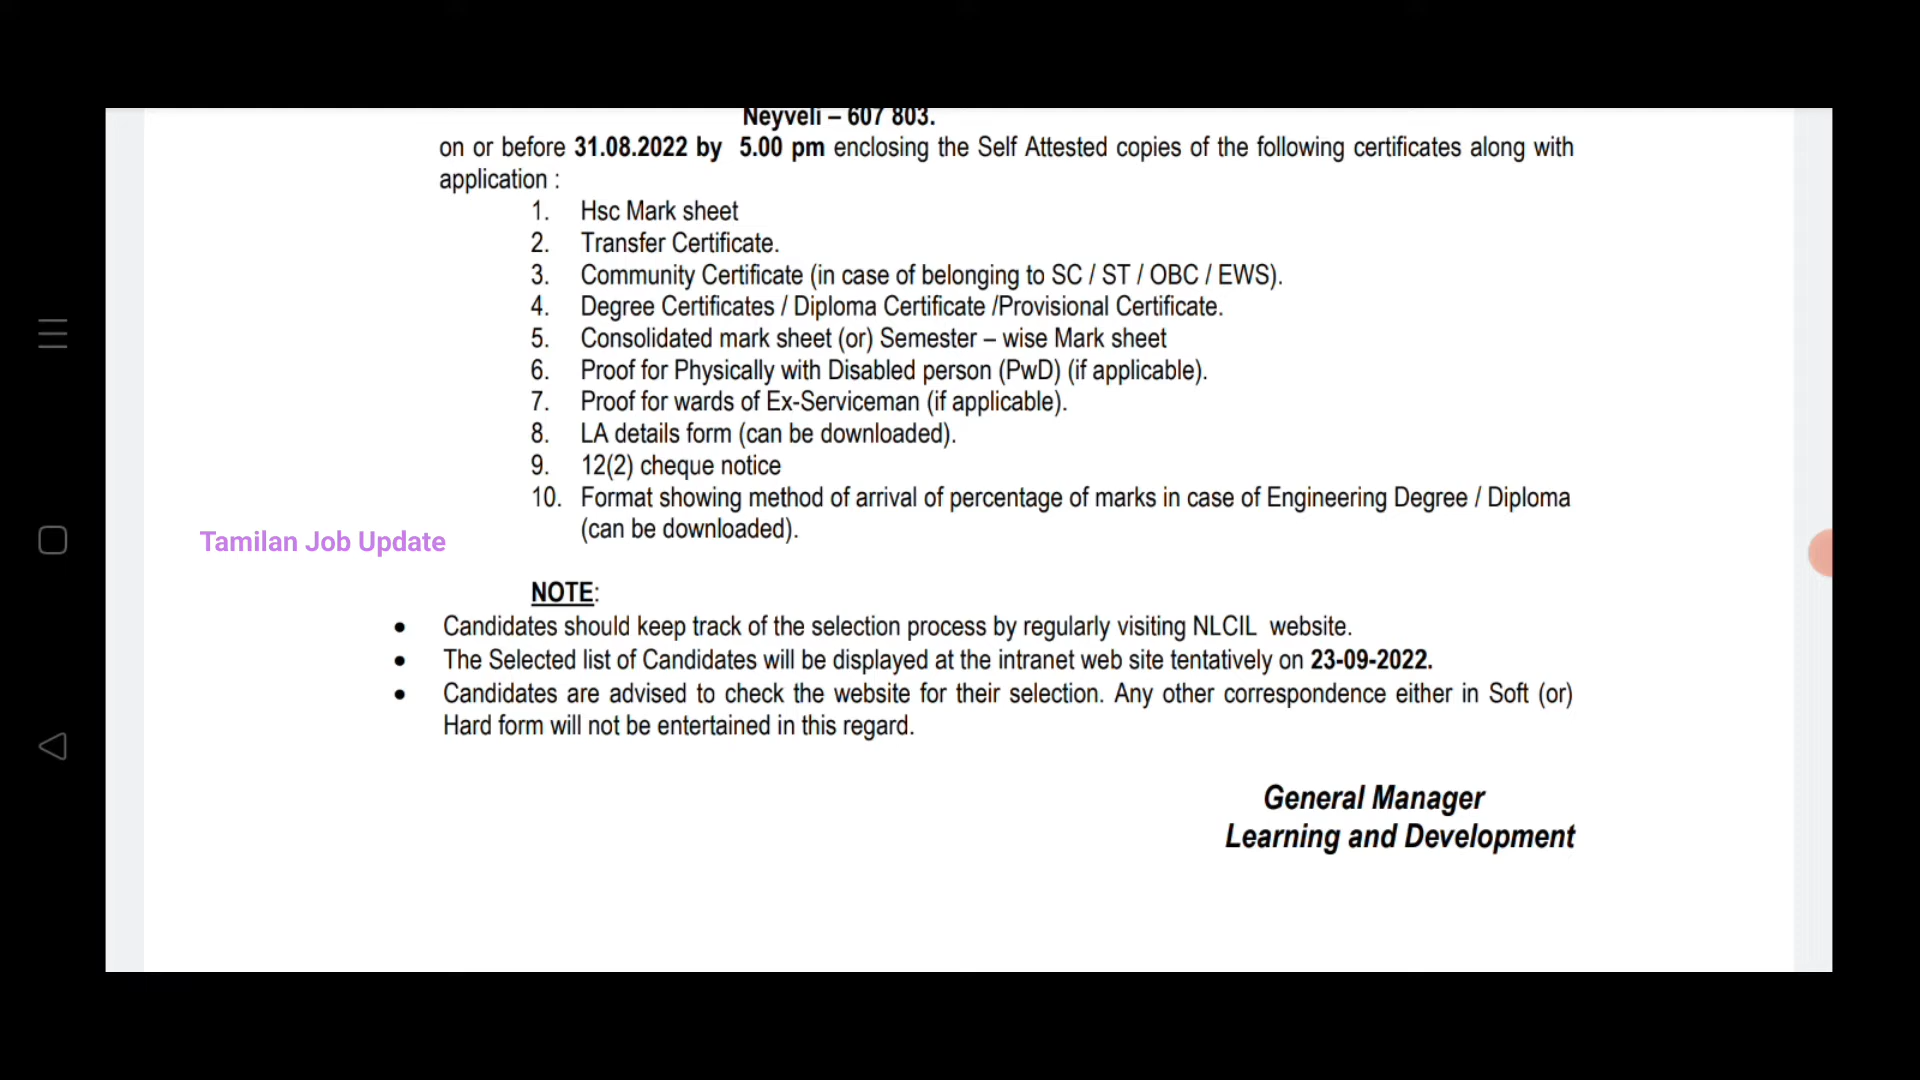 Neyveli – 607 803.
on or before 31.08.2022 by 5.00 pm enclosing the Self Attested copies of the following certificates along with
application :
1. Hsc Mark sheet
2. Transfer Certificate.
3. Community Certificate (in case of belonging to SC / ST / OBC / EWS).
4. Degree Certificates / Diploma Certificate /Provisional Certificate.
5. Consolidated mark sheet (or) Semester – wise Mark sheet
6. Proof for Physically with Disabled person (PwD) (if applicable).
7. Proof for wards of Ex-Serviceman (if applicable).
8. LA details form (can be downloaded).
9. 12(2) cheque notice
10. Format showing method of arrival of percentage of marks in case of Engineering Degree / Diploma
(can be downloaded).
Tamilan Job Update
NOTE:
• Candidates should keep track of the selection process by regularly visiting NLCIL website.
• The Selected list of Candidates will be displayed at the intranet web site tentatively on 23-09-2022.
• Candidates are advised to check the website for their selection. Any other correspondence either in Soft (or)
Hard form will not be entertained in this regard.
General Manager
Learning and Development